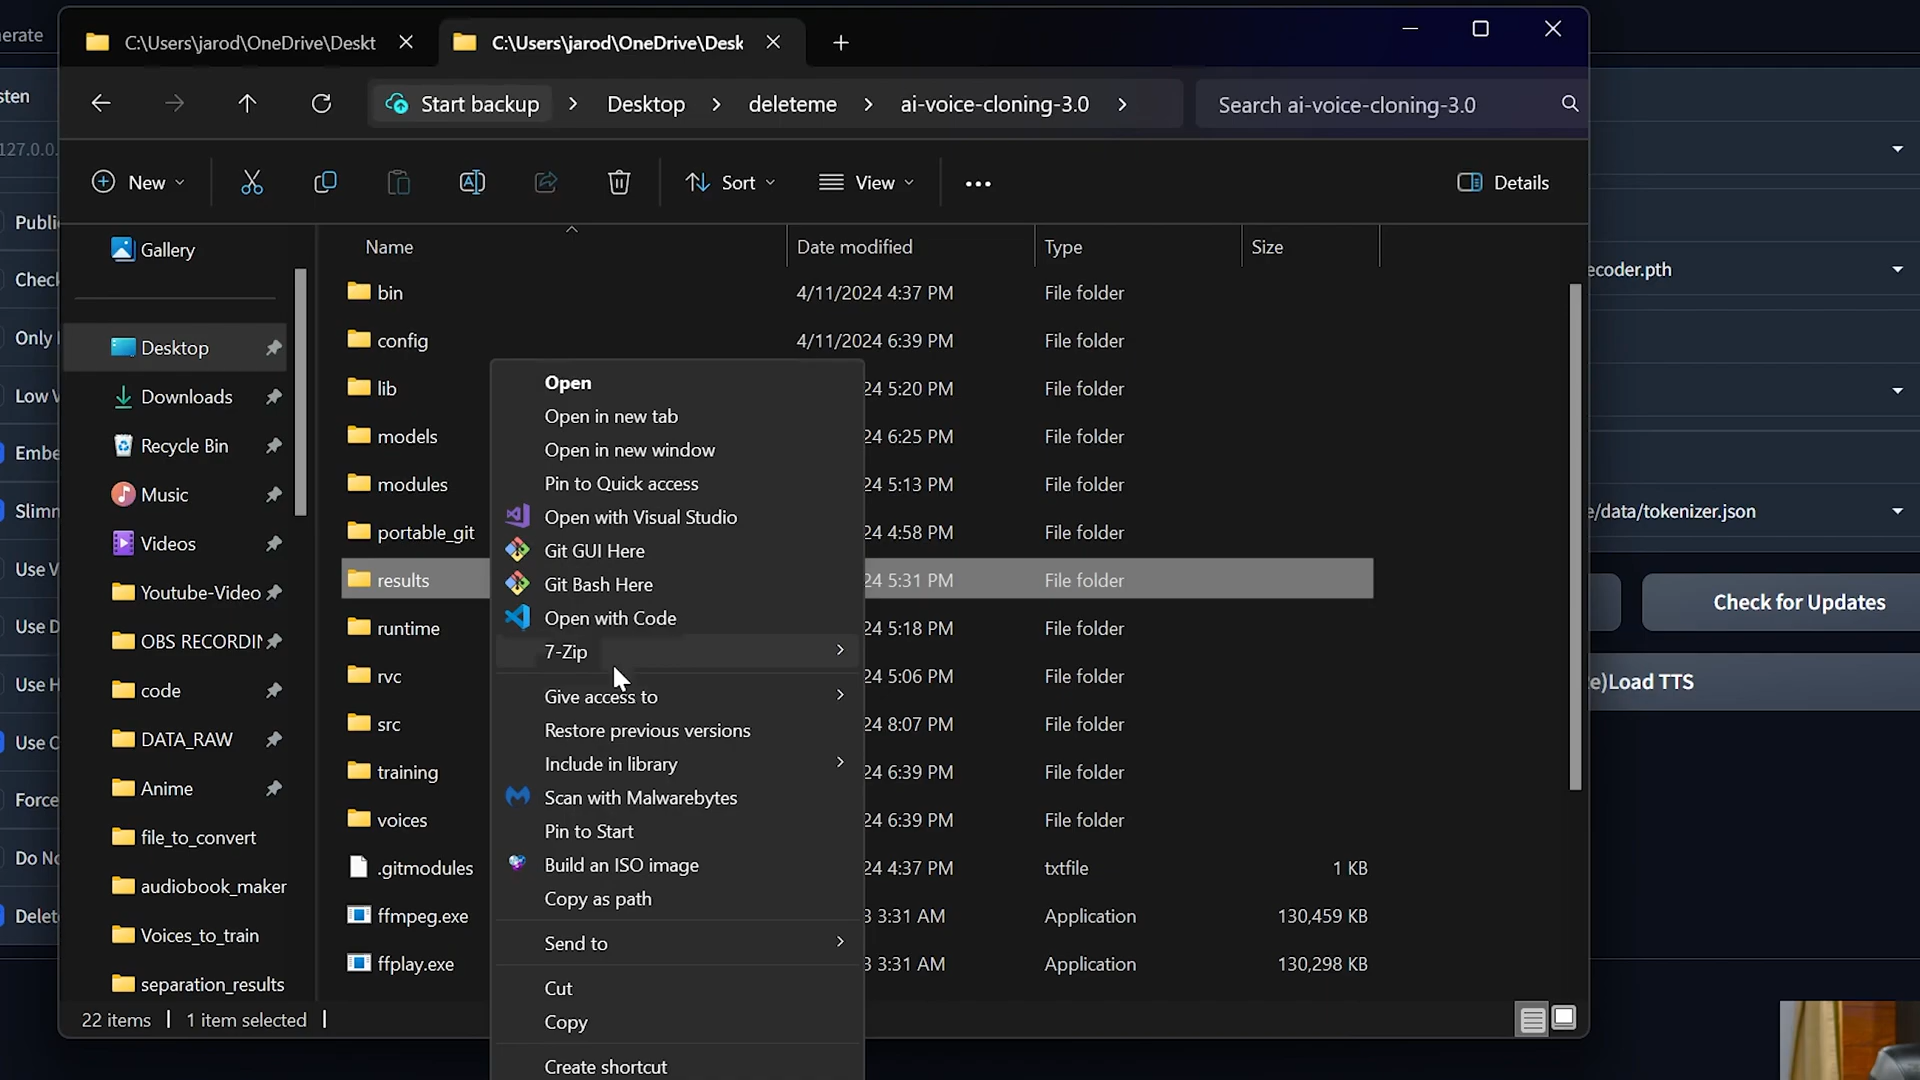 erate
C:\Users\jarod\OneDrive\Deskt
C:\Users\jarod\OneDrive\Desk
sten
Start backup
Desktop
deleteme
ai-voice-cloning-3.0
Search ai-voice-cloning-3.0
127.0.0.
New
Sort
View
Details
Publi
Gallery
Name
Date modified
Type
Size
Check
ecoder.pth
bin
4/11/2024 4:37 PM
File folder
Only
Desktop
config
4/11/2024 6:39 PM
File folder
Low V
Downloads
lib
24 5:20 PM
File folder
Recycle Bin
models
24 6:25 PM
File folder
Embe
Music
modules
24 5:13 PM
File folder
Slimm
e/data/tokenizer.json
Videos
portable_git
24 4:58 PM
File folder
Use V
Youtube-Video
results
24 5:31 PM
File folder
Check for Updates
Use D
OBS RECORDIN
runtime
24 5:18 PM
File folder
Use H
code
rvc
24 5:06 PM
File folder
e)Load TTS
Use C
DATA_RAW
src
24 8:07 PM
File folder
Force
Anime
training
24 6:39 PM
File folder
file_to_convert
voices
24 6:39 PM
File folder
Do No
audiobook_maker
.gitmodules
24 4:37 PM
txtfile
1 KB
Delet
Voices_to_train
ffmpeg.exe
3 3:31 AM
Application
130,459 KB
separation_results
ffplay.exe
3 3:31 AM
Application
130,298 KB
22 items
1 item selected
Open
Open in new tab
Open in new window
Pin to Quick access
Open with Visual Studio
Git GUI Here
Git Bash Here
Open with Code
7-Zip
Give access to
Restore previous versions
Include in library
Scan with Malwarebytes
Pin to Start
Build an ISO image
Copy as path
Send to
Cut
Copy
Create shortcut